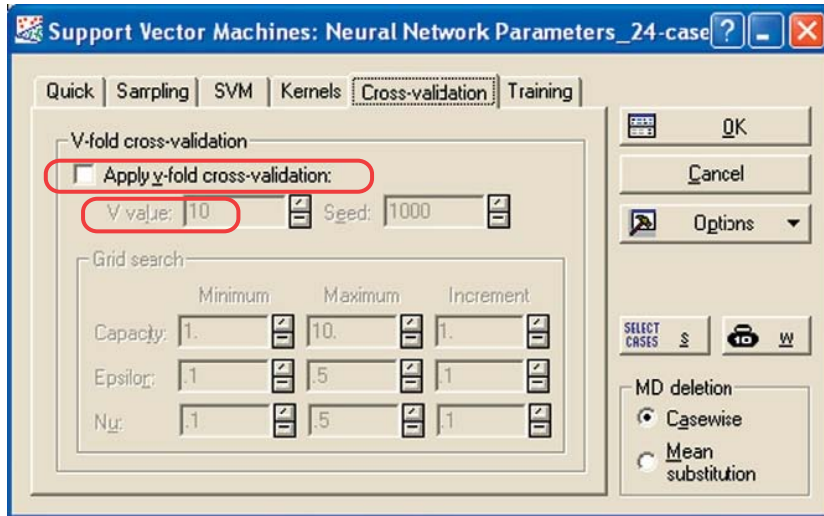 Support Vector Machines: Neural Network Parameters_24-case
Quick Sampling SVM Kernels Cross-validation Training
V-fold cross-validation
Apply v-fold cross-validation:
V value: 10 Seed: 1000
Grid search
Minimum Maximum Increment
Capacity: 1. 10. 1.
Epsilon: .1 .5 .1
Nu: .1 .5 .1
OK
Cancel
Options
SELECT CASES S W
MD deletion
Casewise
Mean
substitution